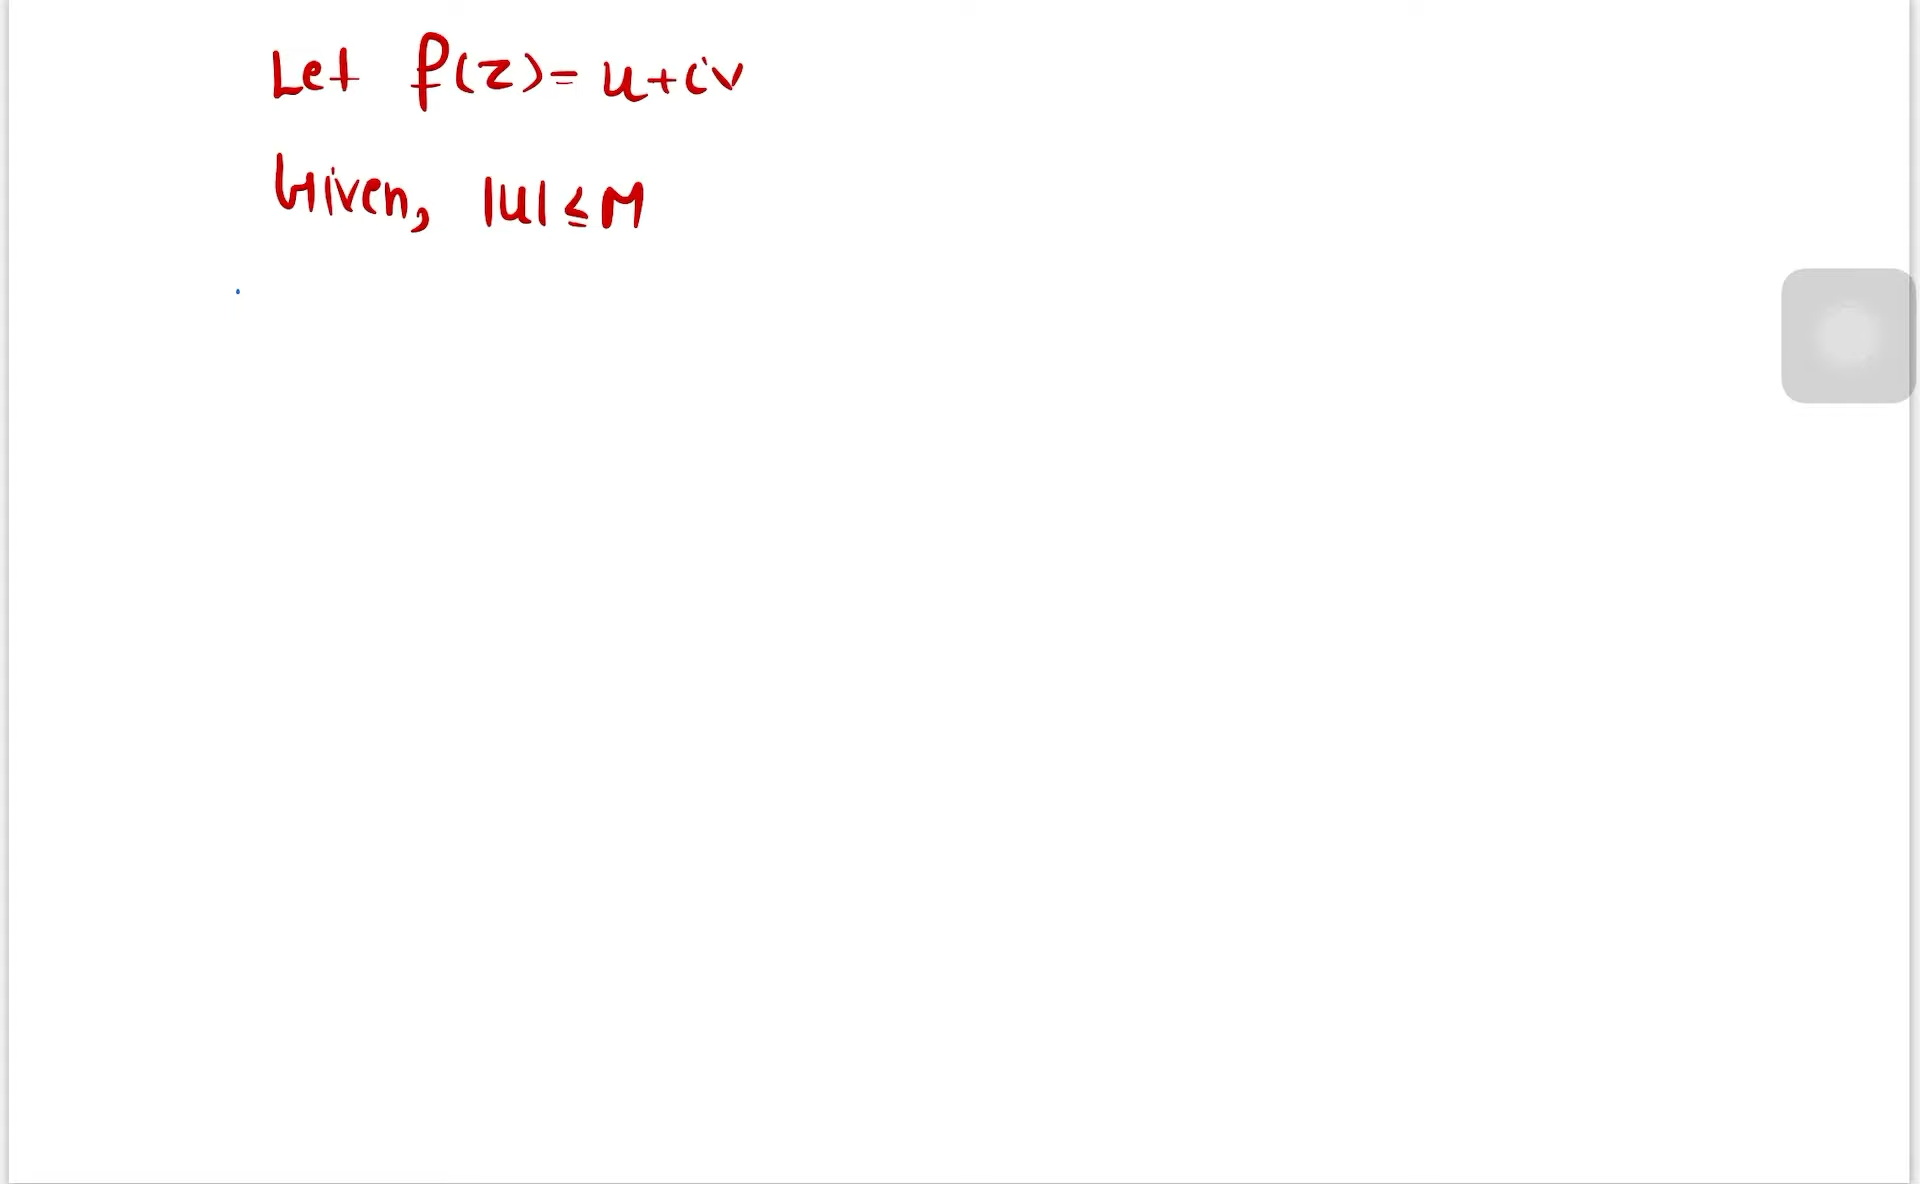 Let f(z)= u+iv
Given, |u| ≤ M